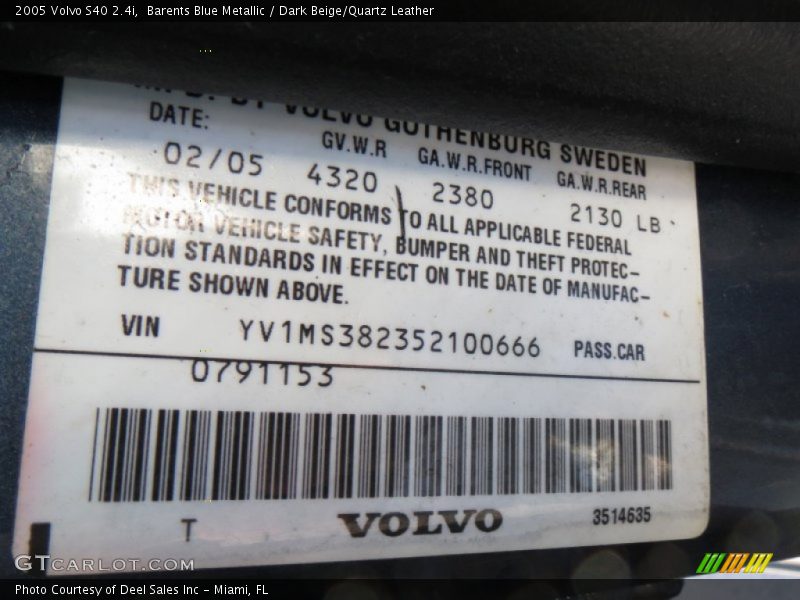 2005 Volvo S40 2.4i, Barents Blue Metallic / Dark Beige/Quartz Leather
MFD. BY VOLVO GOTHENBURG SWEDEN
DATE: GV.W.R GA.W.R.FRONT GA.W.R.REAR
02/05 4320 2380 2130 LB
THIS VEHICLE CONFORMS TO ALL APPLICABLE FEDERAL
MOTOR VEHICLE SAFETY, BUMPER AND THEFT PROTEC-
TION STANDARDS IN EFFECT ON THE DATE OF MANUFAC-
TURE SHOWN ABOVE.
VIN YV1MS382352100666 PASS.CAR
0791153
T VOLVO 3514635
GTCARLOT.COM
Photo Courtesy of Deel Sales Inc - Miami, FL